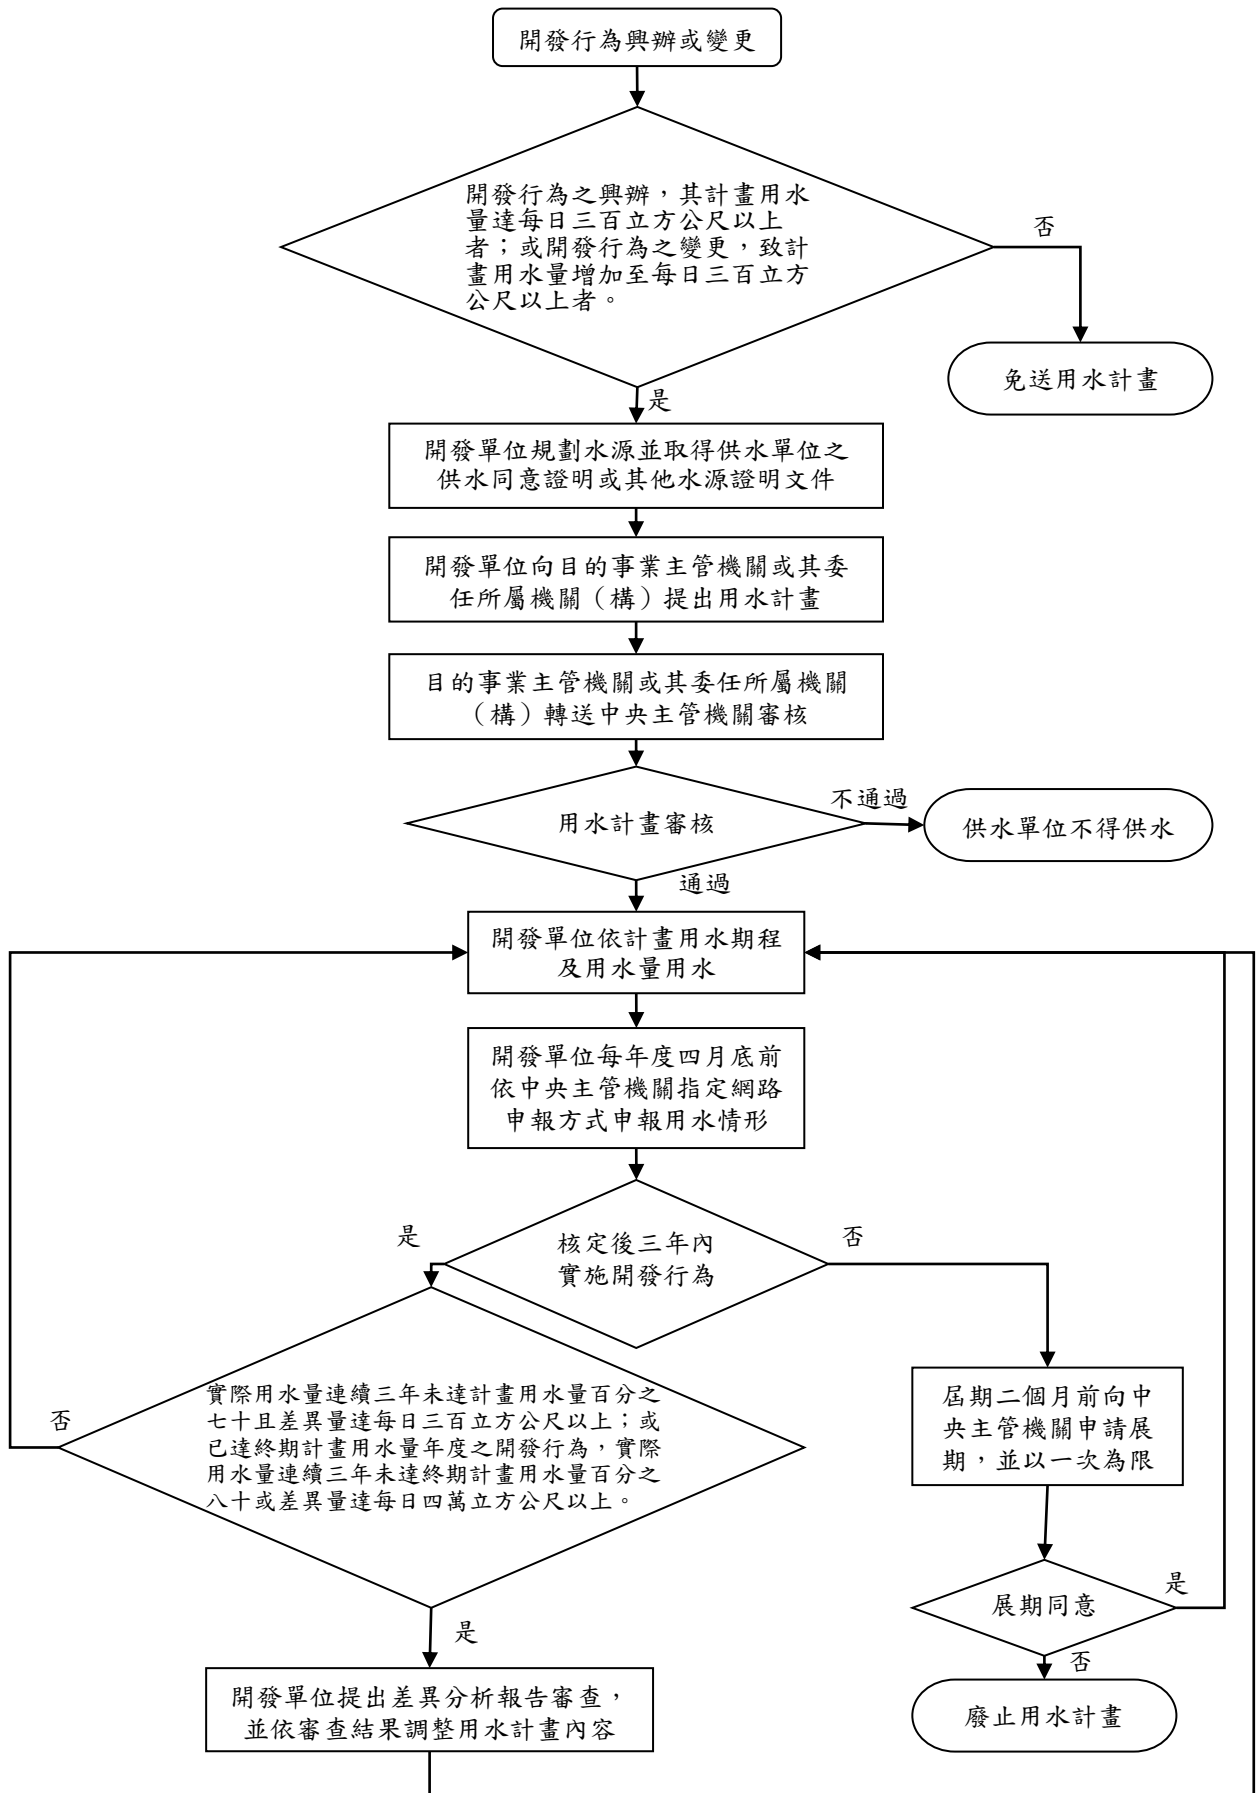 開發行為興辦或變更
開發行為之興辦，其計畫用水
量達每日三百立方公尺以上
者；或開發行為之變更，致計
畫用水量增加至每日三百立方
公尺以上者。
否
免送用水計畫
是
開發單位規劃水源並取得供水單位之
供水同意證明或其他水源證明文件
開發單位向目的事業主管機關或其委
任所屬機關（構）提出用水計畫
目的事業主管機關或其委任所屬機關
（構）轉送中央主管機關審核
用水計畫審核
不通過
供水單位不得供水
通過
開發單位依計畫用水期程
及用水量用水
開發單位每年度四月底前
依中央主管機關指定網路
申報方式申報用水情形
核定後三年內
實施開發行為
是
否
實際用水量連續三年未達計畫用水量百分之
七十且差異量達每日三百立方公尺以上；或
已達終期計畫用水量年度之開發行為，實際
用水量連續三年未達終期計畫用水量百分之
八十或差異量達每日四萬立方公尺以上。
否
是
開發單位提出差異分析報告審查，
並依審查結果調整用水計畫內容
屆期二個月前向中
央主管機關申請展
期，並以一次為限
展期同意
是
否
廢止用水計畫